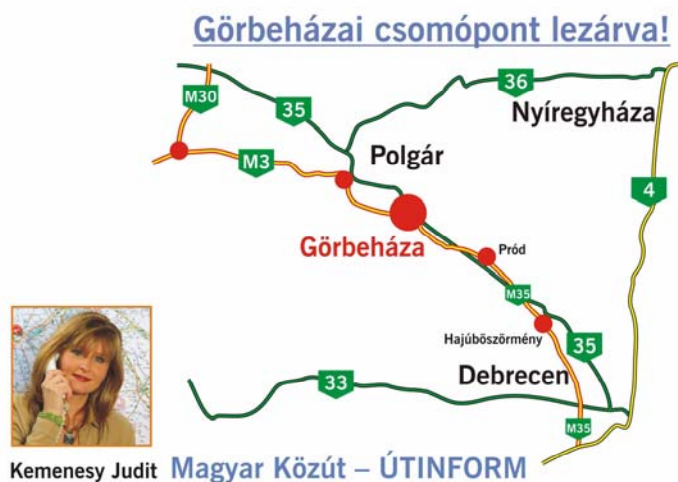 Görbeházai csomópont lezárva!
M30
35
36
Nyíregyháza
M3
Polgár
4
Görbeháza
Pród
M35
Hajúböszörmény
35
33
Debrecen
M35
Kemenesy Judit
Magyar Közút – ÚTINFORM